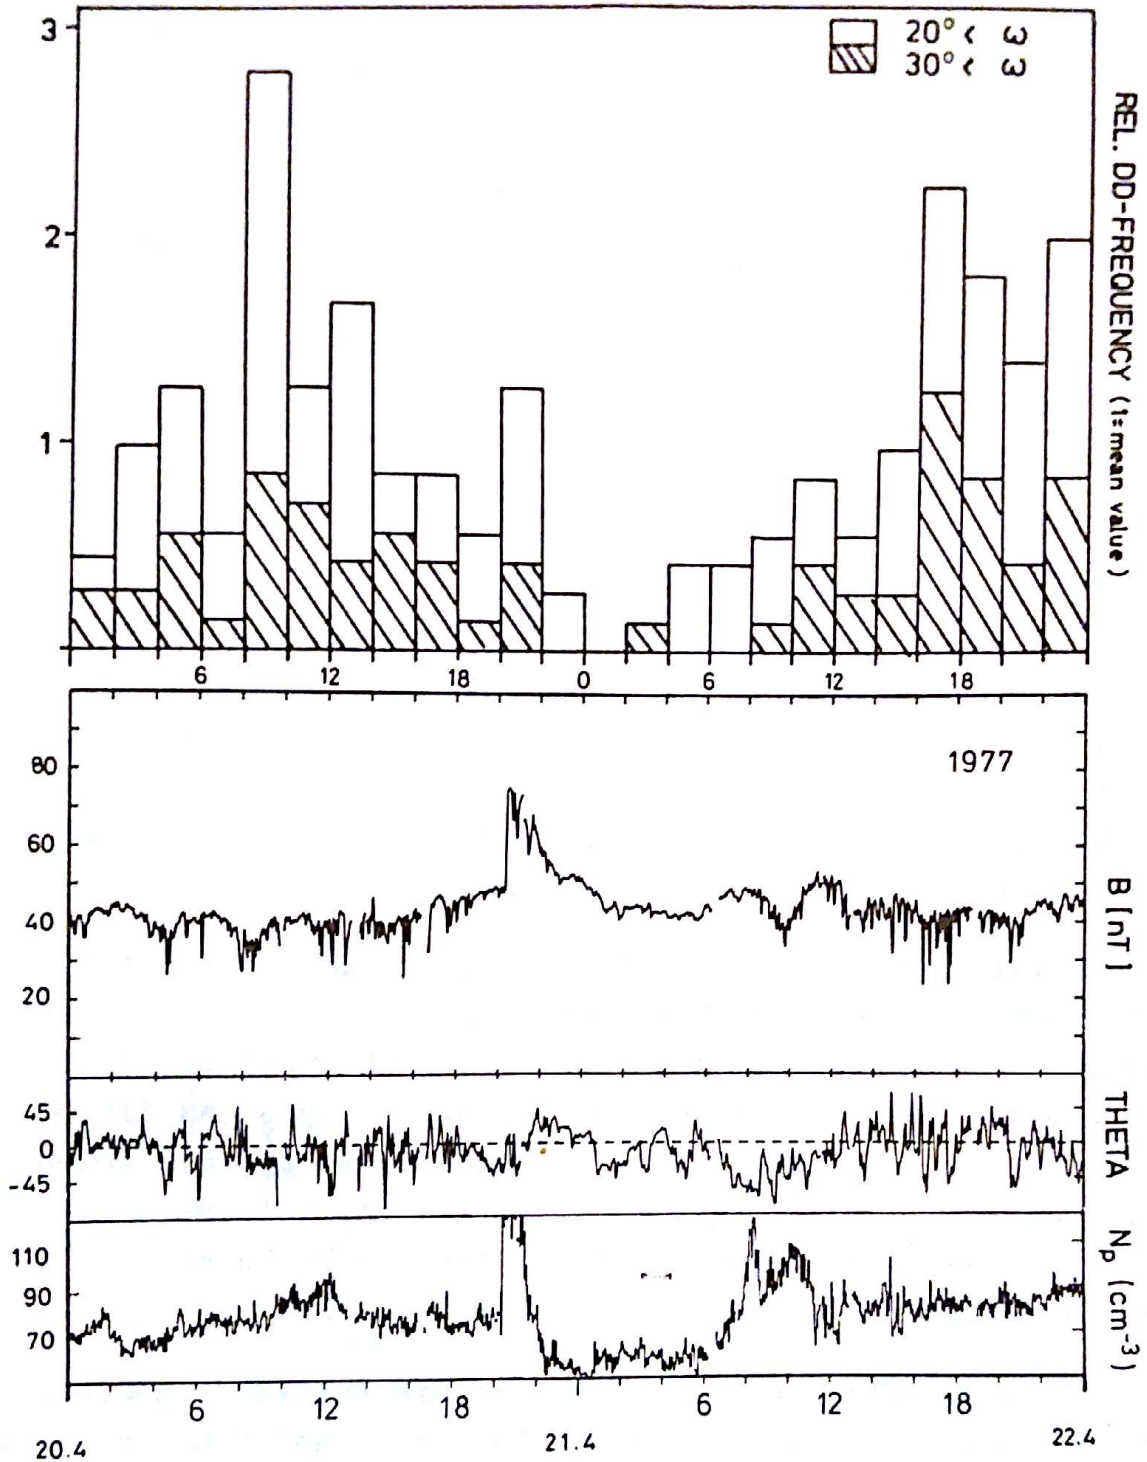 3
2
1
20° < ω
30° < ω
REL. DD-FREQUENCY (1=mean value)
6 12 18 0 6 12 18
1977
80
60
40
20
B [nT]
45
0
-45
THETA
110
90
70
Np (cm-3)
6 12 18 6 12 18
20.4 21.4 22.4